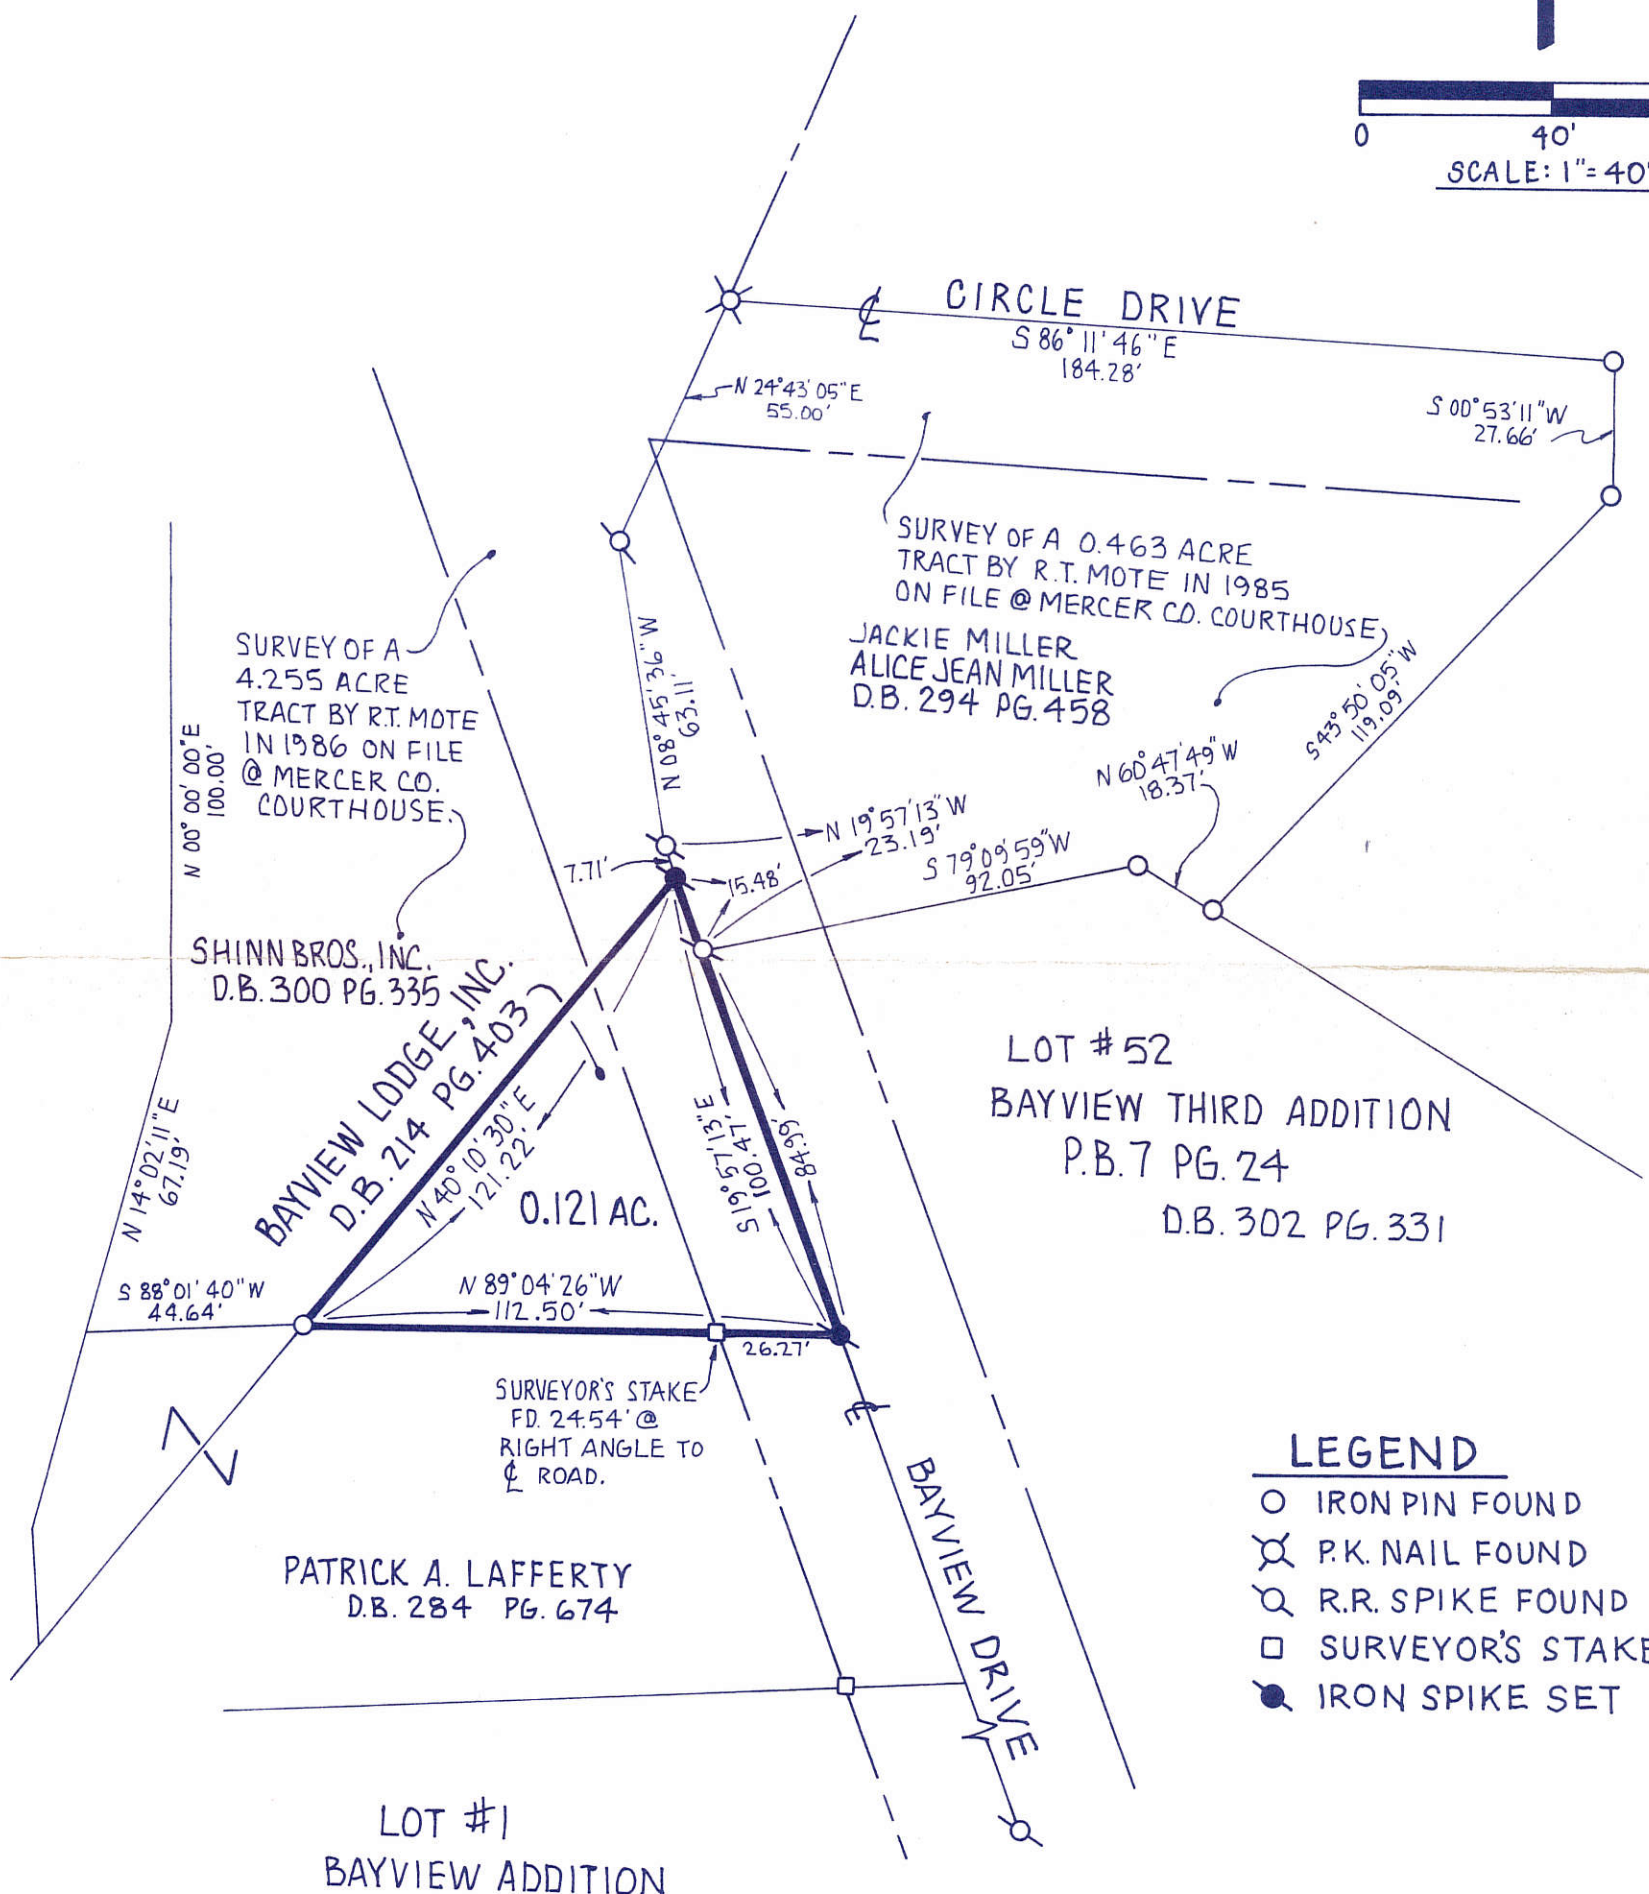 0 40'
SCALE: 1"= 40'
CIRCLE DRIVE
S 86° 11' 46" E
184.28'
N 24° 43' 05" E
55.00'
S 00° 53' 11" W
27.66'
SURVEY OF A 0.463 ACRE
TRACT BY R.T. MOTE IN 1985
ON FILE @ MERCER CO. COURTHOUSE
JACKIE MILLER
ALICE JEAN MILLER
D.B. 294 PG. 458
SURVEY OF A
4.255 ACRE
TRACT BY R.T. MOTE
IN 1986 ON FILE
@ MERCER CO.
COURTHOUSE.
N 00° 00' 00" E
100.00'
N 08° 45' 36" W
63.11'
S 43° 50' 05" W
119.09'
N 60° 47' 49" W
18.37'
N 19° 57' 13" W
23.19'
S 79° 09' 59" W
92.05'
7.71'
15.48'
SHINN BROS., INC.
D.B. 300 PG. 335
BAYVIEW LODGE, INC.
D.B. 214 PG. 403
N 40° 10' 30" E
121.22'
0.121 AC.
S 19° 57' 13" E
100.47'
84.99'
LOT #52
BAYVIEW THIRD ADDITION
P.B. 7 PG. 24
D.B. 302 PG. 331
N 14° 02' 11" E
67.19'
S 88° 01' 40" W
44.64'
N 89° 04' 26" W
112.50'
26.27'
SURVEYOR'S STAKE
FD. 24.54' @
RIGHT ANGLE TO
℄ ROAD.
BAYVIEW DRIVE
LEGEND
IRON PIN FOUND
P.K. NAIL FOUND
R.R. SPIKE FOUND
SURVEYOR'S STAKE
IRON SPIKE SET
PATRICK A. LAFFERTY
D.B. 284 PG. 674
LOT #1
BAYVIEW ADDITION